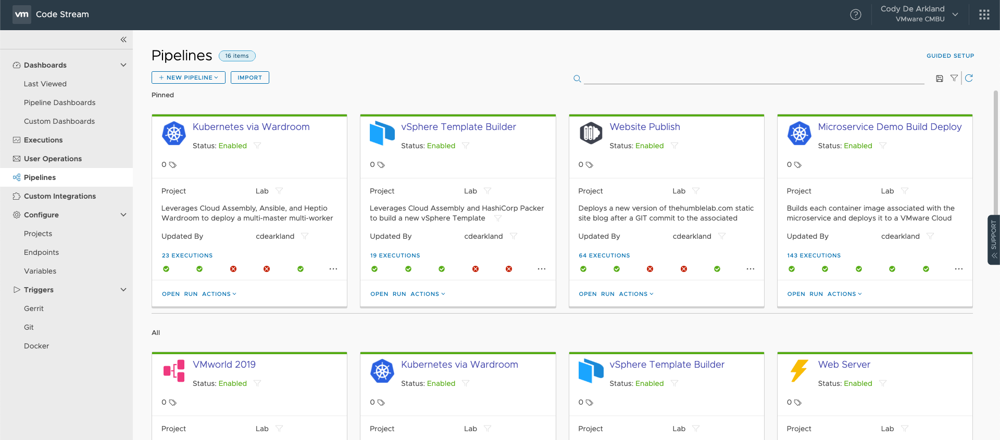 vm Code Stream
Cody De Arkland
VMware CMBU
Dashboards
Last Viewed
Pipeline Dashboards
Custom Dashboards
Executions
User Operations
Pipelines
Custom Integrations
Configure
Projects
Endpoints
Variables
Triggers
Gerrit
Git
Docker
Pipelines 16 items
GUIDED SETUP
+ NEW PIPELINE IMPORT
Pinned
Kubernetes via Wardroom
Status: Enabled
0
Project Lab
Leverages Cloud Assembly, Ansible, and Heptio
Wardroom to deploy a multi-master multi-worker
Updated By cdearkland
23 EXECUTIONS
...
OPEN RUN ACTIONS
vSphere Template Builder
Status: Enabled
0
Project Lab
Leverages Cloud Assembly and HashiCorp Packer
to build a new vSphere Template
Updated By cdearkland
19 EXECUTIONS
...
OPEN RUN ACTIONS
Website Publish
Status: Enabled
0
Project Lab
Deploys a new version of thehumblelab.com static
site blog after a GIT commit to the associated
Updated By cdearkland
64 EXECUTIONS
...
OPEN RUN ACTIONS
Microservice Demo Build Deploy
Status: Enabled
0
Project Lab
Builds each container image associated with the
microservice and deploys it to a VMware Cloud
Updated By cdearkland
143 EXECUTIONS
...
OPEN RUN ACTIONS
SUPPORT
All
VMworld 2019
Status: Enabled
0
Project Lab
Kubernetes via Wardroom
Status: Enabled
0
Project Lab
vSphere Template Builder
Status: Enabled
0
Project Lab
Web Server
Status: Enabled
0
Project Lab